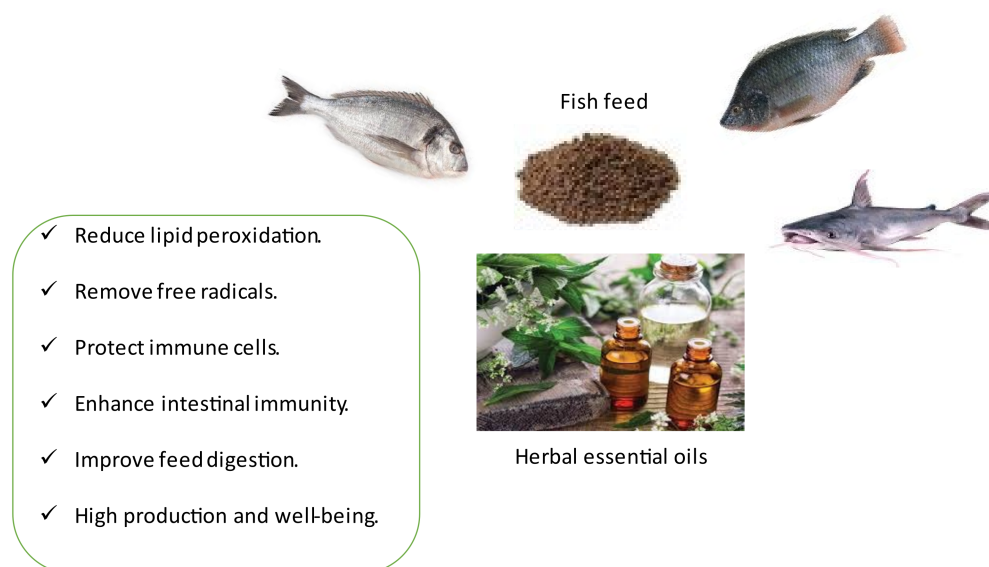 Fish feed
✓ Reduce lipid peroxidation.
✓ Remove free radicals.
✓ Protect immune cells.
✓ Enhance intestinal immunity.
✓ Improve feed digestion.
✓ High production and well-being.
Herbal essential oils